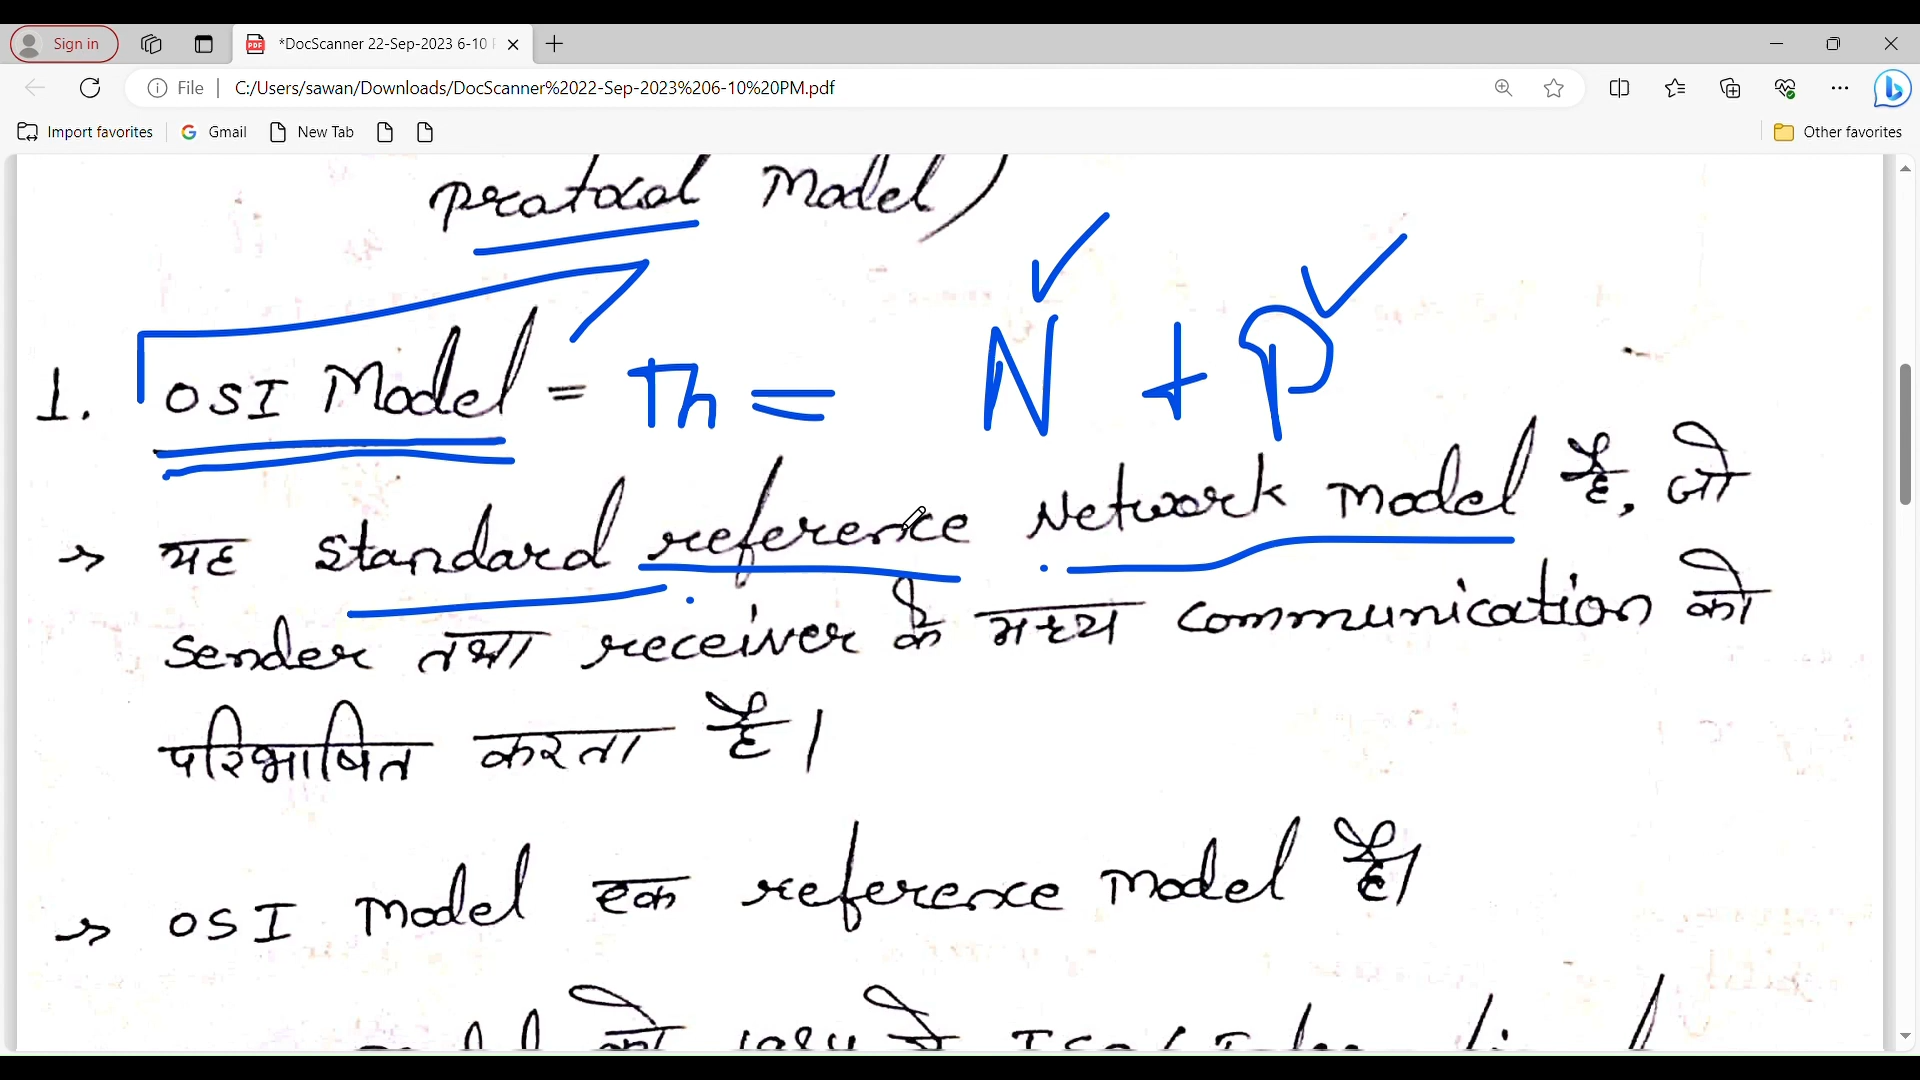 Sign in
*DocScanner 22-Sep-2023 6-10
File
C:/Users/sawan/Downloads/DocScanner%2022-Sep-2023%206-10%20PM.pdf
Import favorites
Gmail
New Tab
Other favorites
protocol Model)
1. OSI Model = Th = N + P
→ यह standard reference Network model है, जो
sender तथा receiver के मध्य communication को
परिभाषित करता है।
→ OSI Model एक reference model है।
को 1984 में